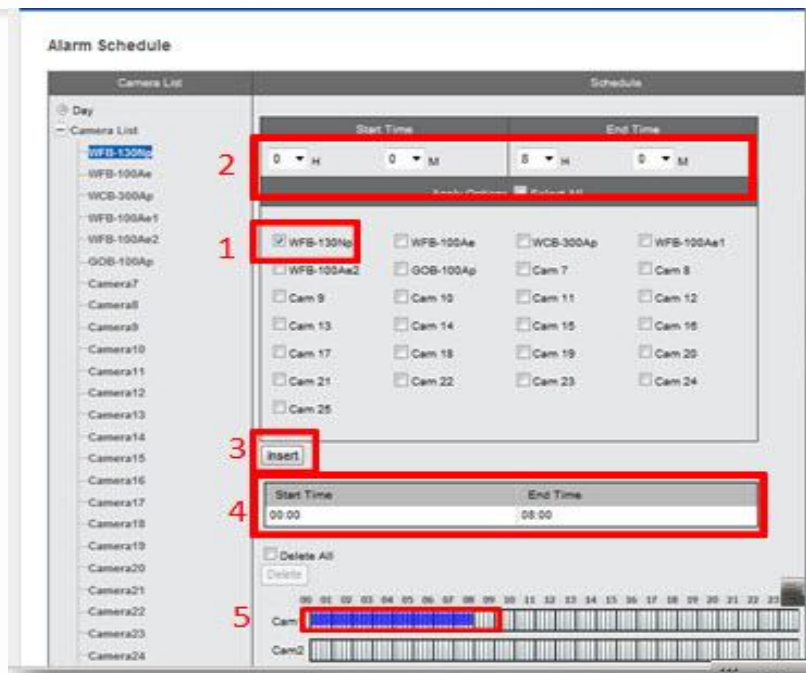 Alarm Schedule
Camera List
Schedule
Day
Camera List
WFB-130Np
WFB-100Ae
WCB-300Ap
WFB-100Ae1
WFB-100Ae2
GOB-100Ap
Camera7
Camera8
Camera9
Camera10
Camera11
Camera12
Camera13
Camera14
Camera15
Camera16
Camera17
Camera18
Camera19
Camera20
Camera21
Camera22
Camera23
Camera24
Start Time End Time
2
0 H 0 M 8 H 0 M
Apply Options Select All
1
WFB-130Np WFB-100Ae WCB-300Ap WFB-100Ae1
WFB-100Ae2 GOB-100Ap Cam 7 Cam 8
Cam 9 Cam 10 Cam 11 Cam 12
Cam 13 Cam 14 Cam 15 Cam 16
Cam 17 Cam 18 Cam 19 Cam 20
Cam 21 Cam 22 Cam 23 Cam 24
Cam 25
3
Insert
4
Start Time End Time
00:00 08:00
Delete All
Delete
00 01 02 03 04 05 06 07 08 09 10 11 12 13 14 15 16 17 18 19 20 21 22 23
5
Cam
Cam2